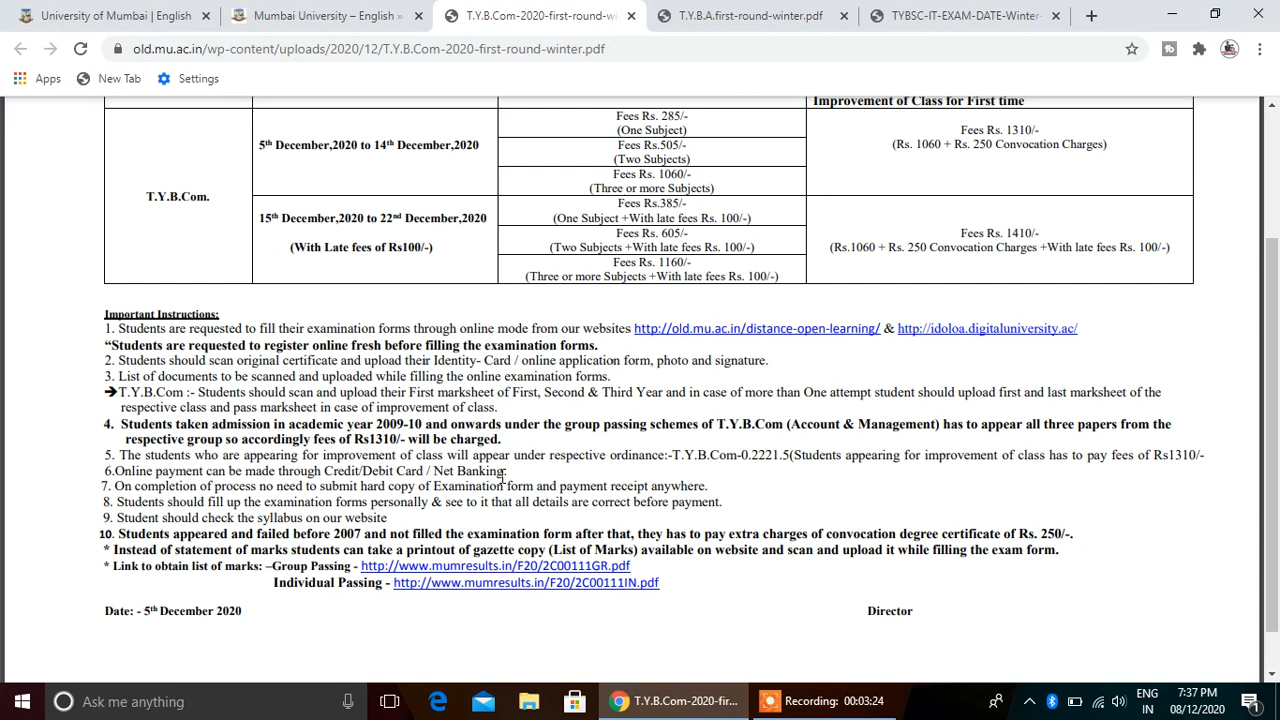 University of Mumbai | English
Mumbai University – English »
T.Y.B.Com-2020-first-round-wi
T.Y.B.A.first-round-winter.pdf
TYBSC-IT-EXAM-DATE-Winter-
old.mu.ac.in/wp-content/uploads/2020/12/T.Y.B.Com-2020-first-round-winter.pdf
Apps New Tab Settings
Improvement of Class for First time
T.Y.B.Com.
5th December,2020 to 14th December,2020
Fees Rs. 285/-
(One Subject)
Fees Rs.505/-
(Two Subjects)
Fees Rs. 1060/-
(Three or more Subjects)
Fees Rs. 1310/-
(Rs. 1060 + Rs. 250 Convocation Charges)
15th December,2020 to 22nd December,2020
(With Late fees of Rs100/-)
Fees Rs.385/-
(One Subject +With late fees Rs. 100/-)
Fees Rs. 605/-
(Two Subjects +With late fees Rs. 100/-)
Fees Rs. 1160/-
(Three or more Subjects +With late fees Rs. 100/-)
Fees Rs. 1410/-
(Rs.1060 + Rs. 250 Convocation Charges +With late fees Rs. 100/-)
Important Instructions:
1. Students are requested to fill their examination forms through online mode from our websites http://old.mu.ac.in/distance-open-learning/ & http://idoloa.digitaluniversity.ac/
“Students are requested to register online fresh before filling the examination forms.
2. Students should scan original certificate and upload their Identity- Card / online application form, photo and signature.
3. List of documents to be scanned and uploaded while filling the online examination forms.
➔T.Y.B.Com :- Students should scan and upload their First marksheet of First, Second & Third Year and in case of more than One attempt student should upload first and last marksheet of the
respective class and pass marksheet in case of improvement of class.
4. Students taken admission in academic year 2009-10 and onwards under the group passing schemes of T.Y.B.Com (Account & Management) has to appear all three papers from the
respective group so accordingly fees of Rs1310/- will be charged.
5. The students who are appearing for improvement of class will appear under respective ordinance:-T.Y.B.Com-0.2221.5(Students appearing for improvement of class has to pay fees of Rs1310/-
6.Online payment can be made through Credit/Debit Card / Net Banking.
7. On completion of process no need to submit hard copy of Examination form and payment receipt anywhere.
8. Students should fill up the examination forms personally & see to it that all details are correct before payment.
9. Student should check the syllabus on our website
10. Students appeared and failed before 2007 and not filled the examination form after that, they has to pay extra charges of convocation degree certificate of Rs. 250/-.
* Instead of statement of marks students can take a printout of gazette copy (List of Marks) available on website and scan and upload it while filling the exam form.
* Link to obtain list of marks: –Group Passing - http://www.mumresults.in/F20/2C00111GR.pdf
Individual Passing - http://www.mumresults.in/F20/2C00111IN.pdf
Date: - 5th December 2020 Director
Ask me anything
T.Y.B.Com-2020-fir...
Recording: 00:03:24
ENG
IN
7:37 PM
08/12/2020